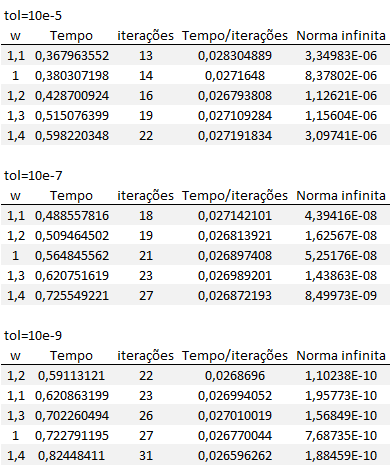 tol=10e-5
w Tempo iterações Tempo/iterações Norma infinita
1,1 0,367963552 13 0,028304889 3,34983E-06
1 0,380307198 14 0,0271648 8,37802E-06
1,2 0,428700924 16 0,026793808 1,12621E-06
1,3 0,515076399 19 0,027109284 1,15604E-06
1,4 0,598220348 22 0,027191834 3,09741E-06
tol=10e-7
w Tempo iterações Tempo/iterações Norma infinita
1,1 0,488557816 18 0,027142101 4,39416E-08
1,2 0,509464502 19 0,026813921 1,62567E-08
1 0,564845562 21 0,026897408 5,25176E-08
1,3 0,620751619 23 0,026989201 1,43863E-08
1,4 0,725549221 27 0,026872193 8,49973E-09
tol=10e-9
w Tempo iterações Tempo/iterações Norma infinita
1,2 0,59113121 22 0,0268696 1,10238E-10
1,1 0,620863199 23 0,026994052 1,95773E-10
1,3 0,702260494 26 0,027010019 1,56849E-10
1 0,722791195 27 0,026770044 7,68735E-10
1,4 0,82448411 31 0,026596262 1,88459E-10